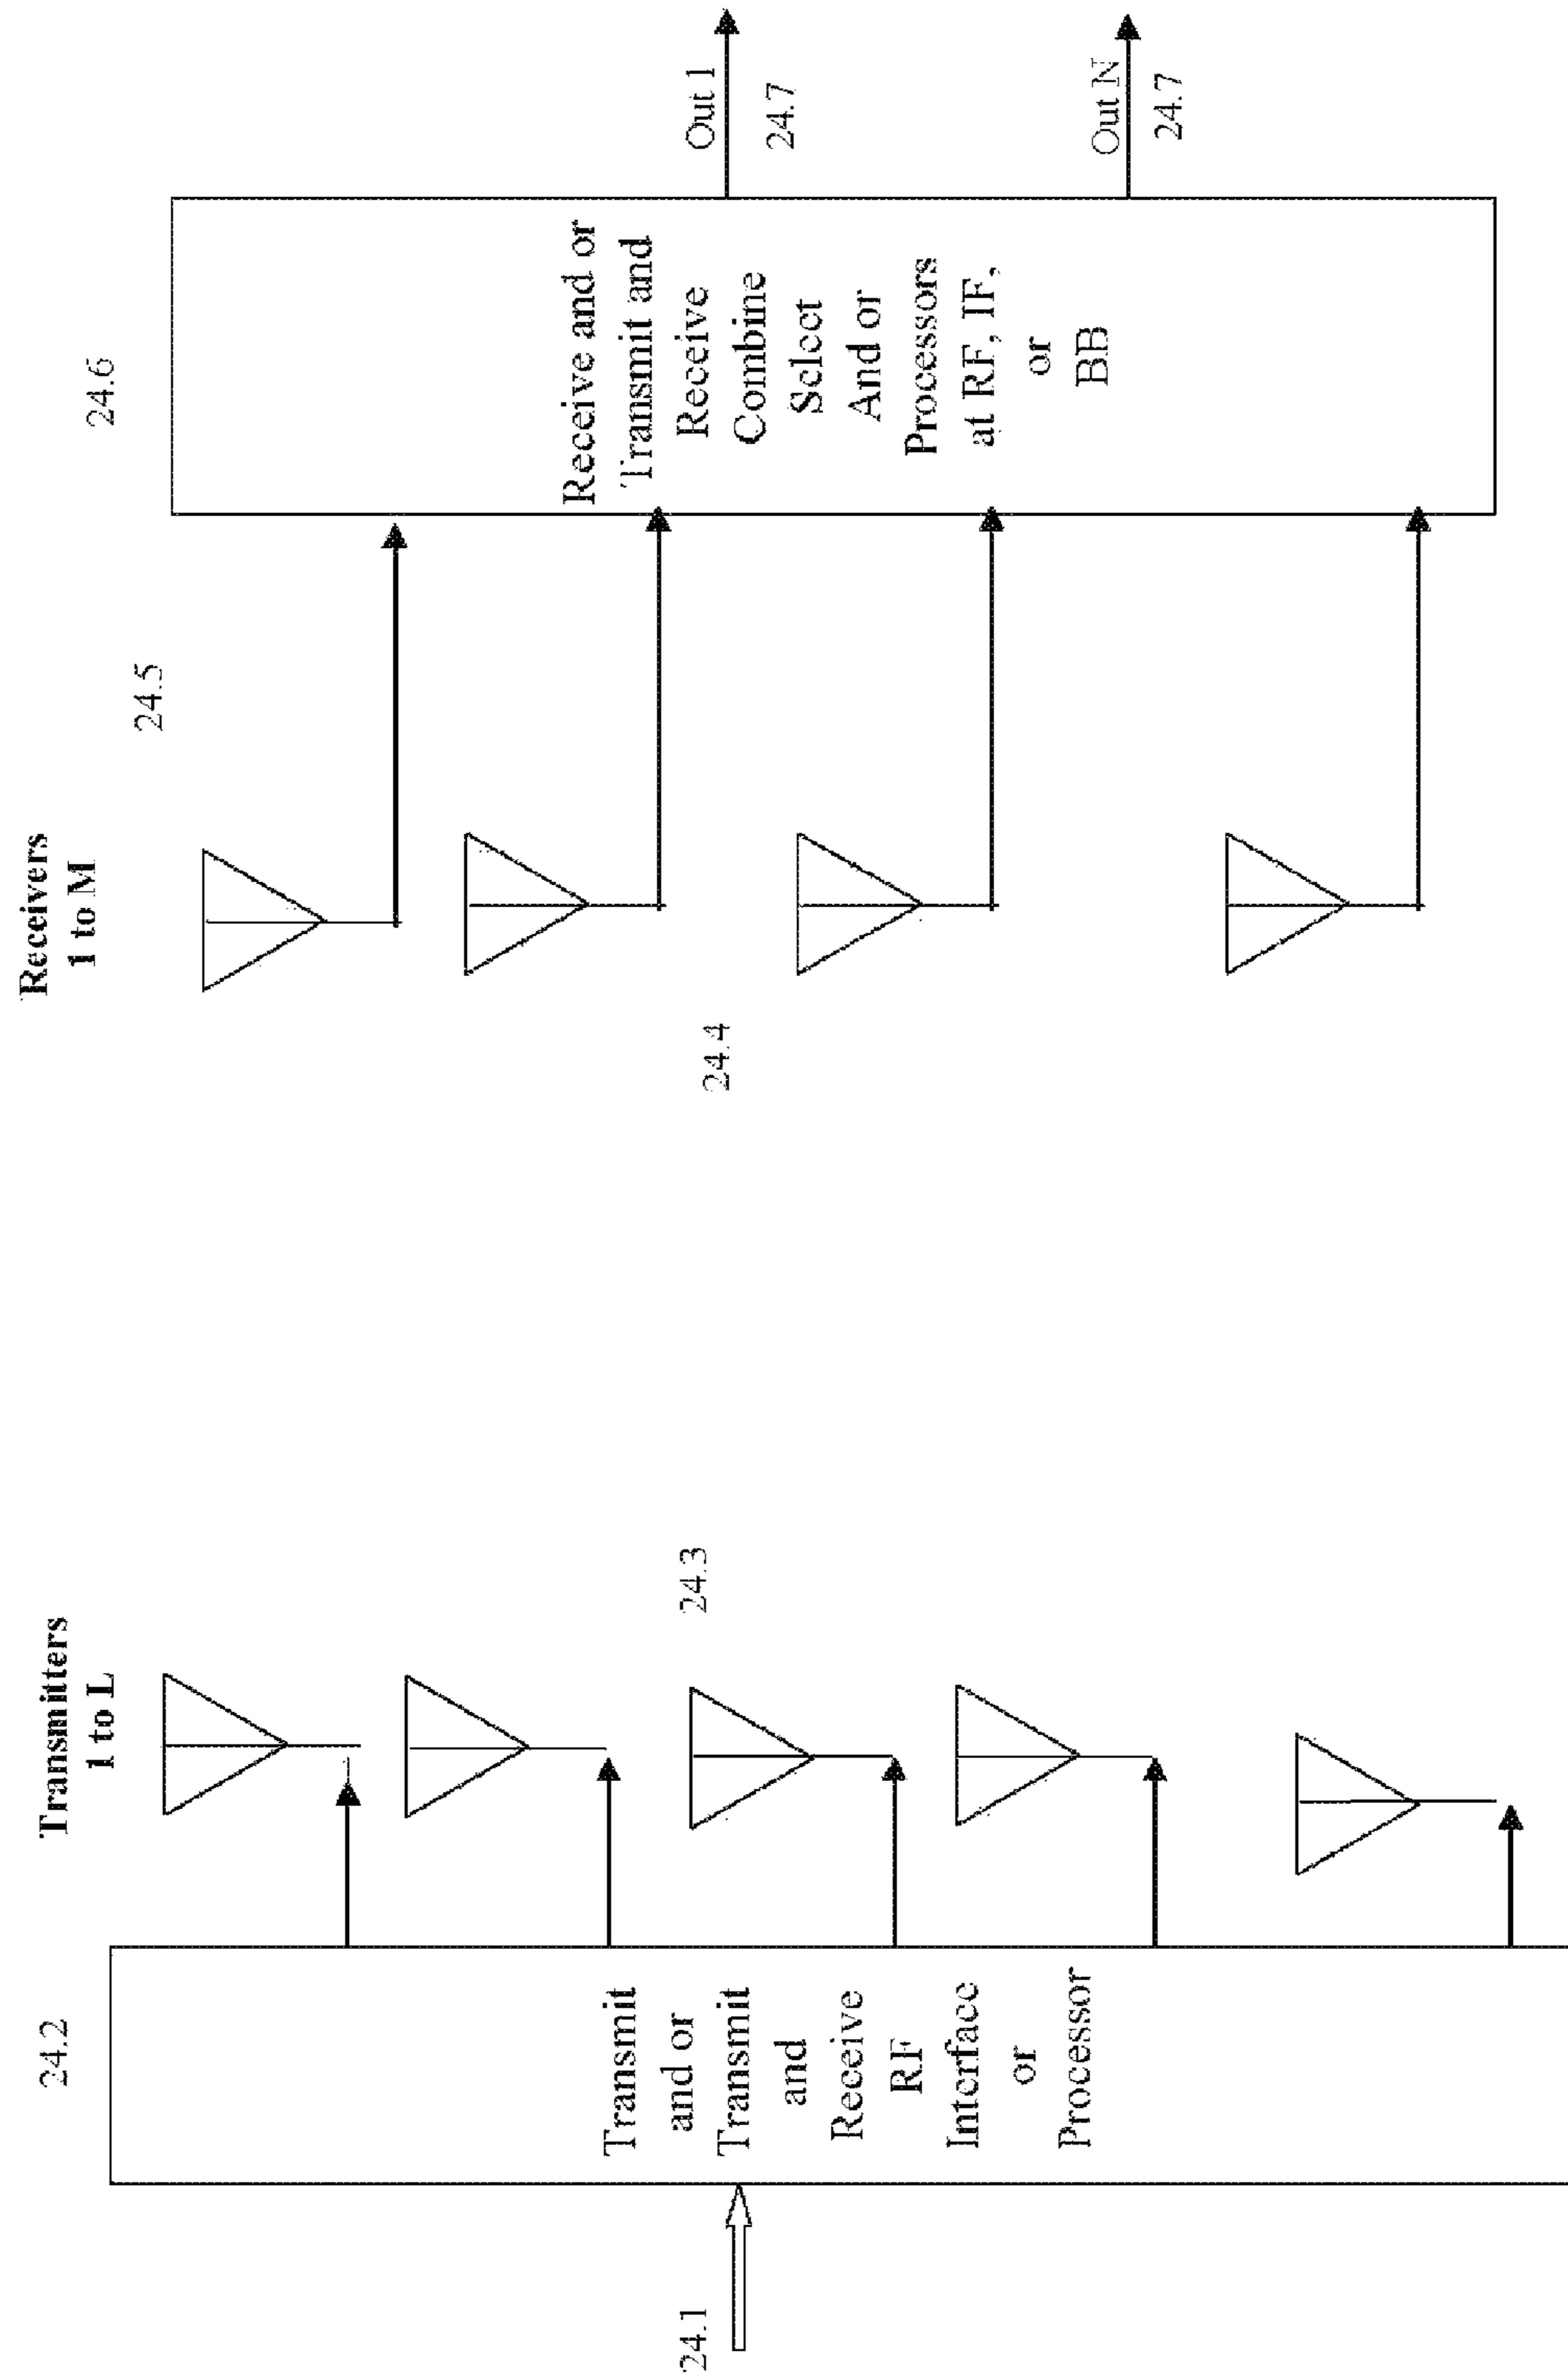 Transmitters
1 to L
Receivers
1 to M
24.1
24.2
Transmit
and or
Transmit
and
Receive
RF
Interface
or
Processor
24.3
24.4
24.5
24.6
Receive and or
Transmit and
Receive
Combine
Select
And or
Processors
at RF, IF,
or
BB
Out 1
24.7
Out N
24.7